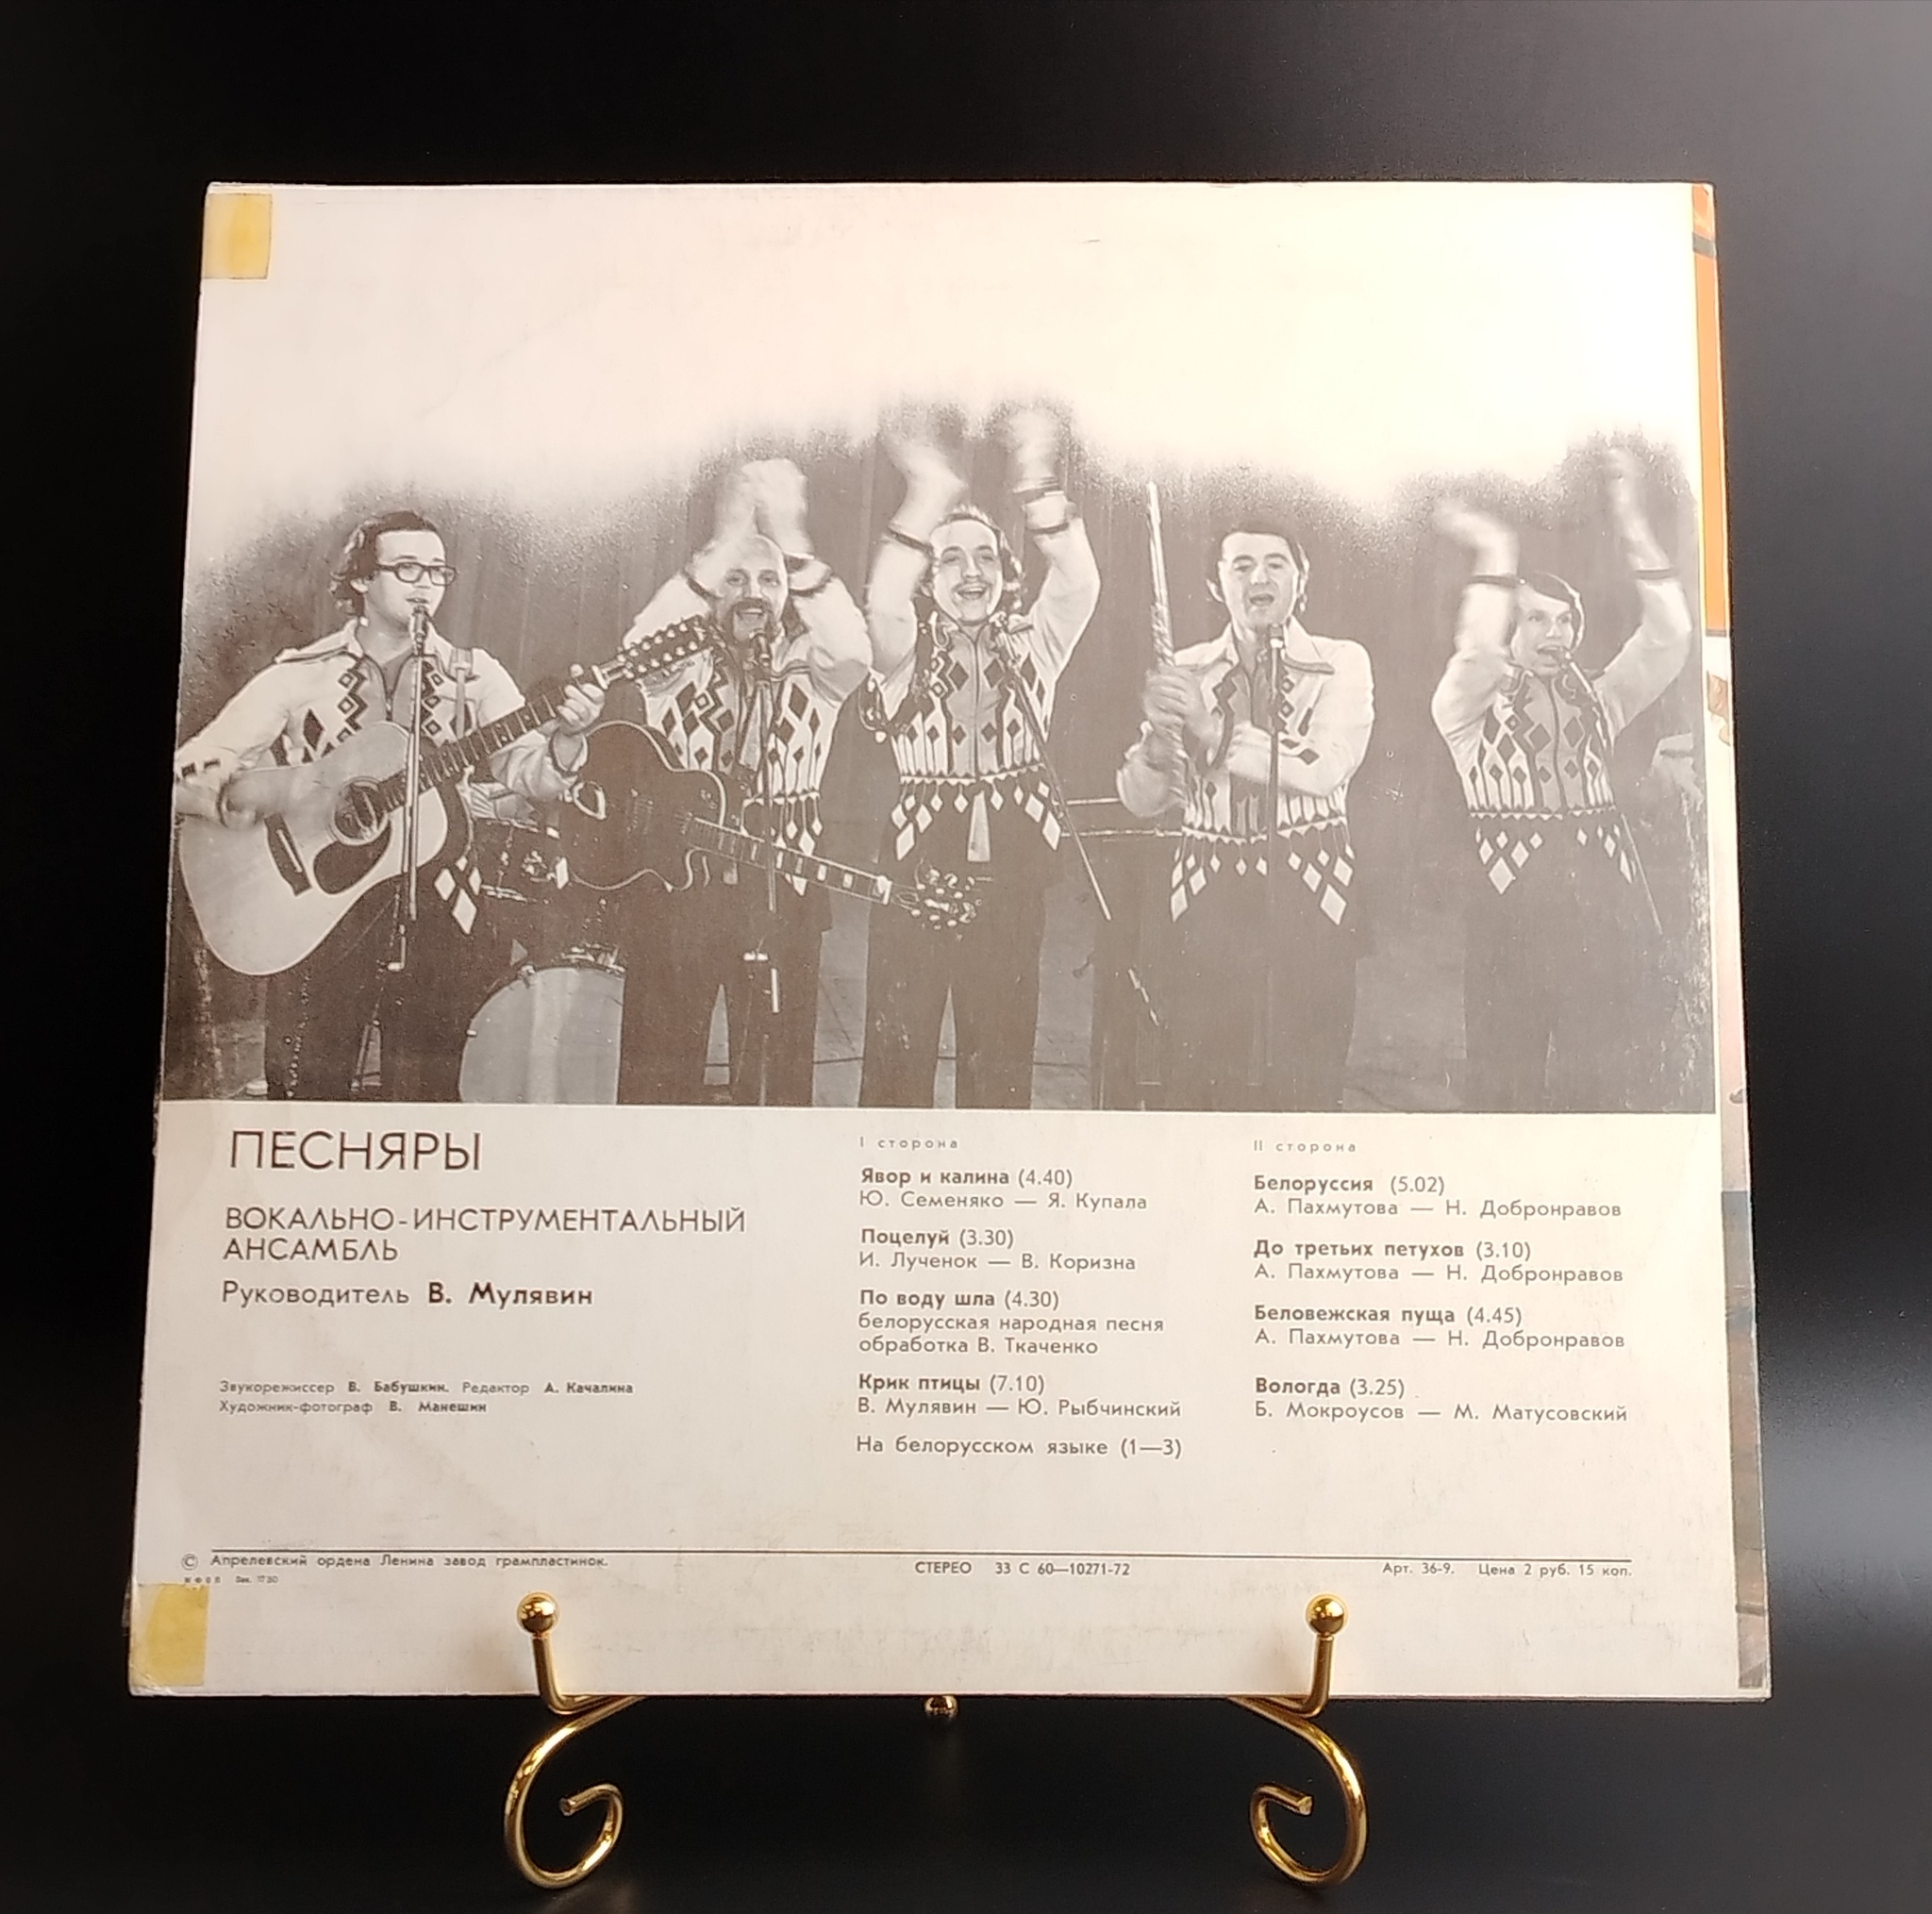 ПЕСНЯРЫ
ВОКАЛЬНО-ИНСТРУМЕНТАЛЬНЫЙ
АНСАМБЛЬ
Руководитель В. Мулявин
Звукорежиссер В. Бабушкин. Редактор А. Качалина
Художник-фотограф В. Манешин
I сторона
Явор и калина (4.40)
Ю. Семеняко — Я. Купала
Поцелуй (3.30)
И. Лученок — В. Коризна
По воду шла (4.30)
белорусская народная песня
обработка В. Ткаченко
Крик птицы (7.10)
В. Мулявин — Ю. Рыбчинский
На белорусском языке (1—3)
II сторона
Белоруссия (5.02)
А. Пахмутова — Н. Добронравов
До третьих петухов (3.10)
А. Пахмутова — Н. Добронравов
Беловежская пуща (4.45)
А. Пахмутова — Н. Добронравов
Вологда (3.25)
Б. Мокроусов — М. Матусовский
© Апрелевский ордена Ленина завод грампластинок.
СТЕРЕО 33 С 60—10271-72
Арт. 36-9. Цена 2 руб. 15 коп.